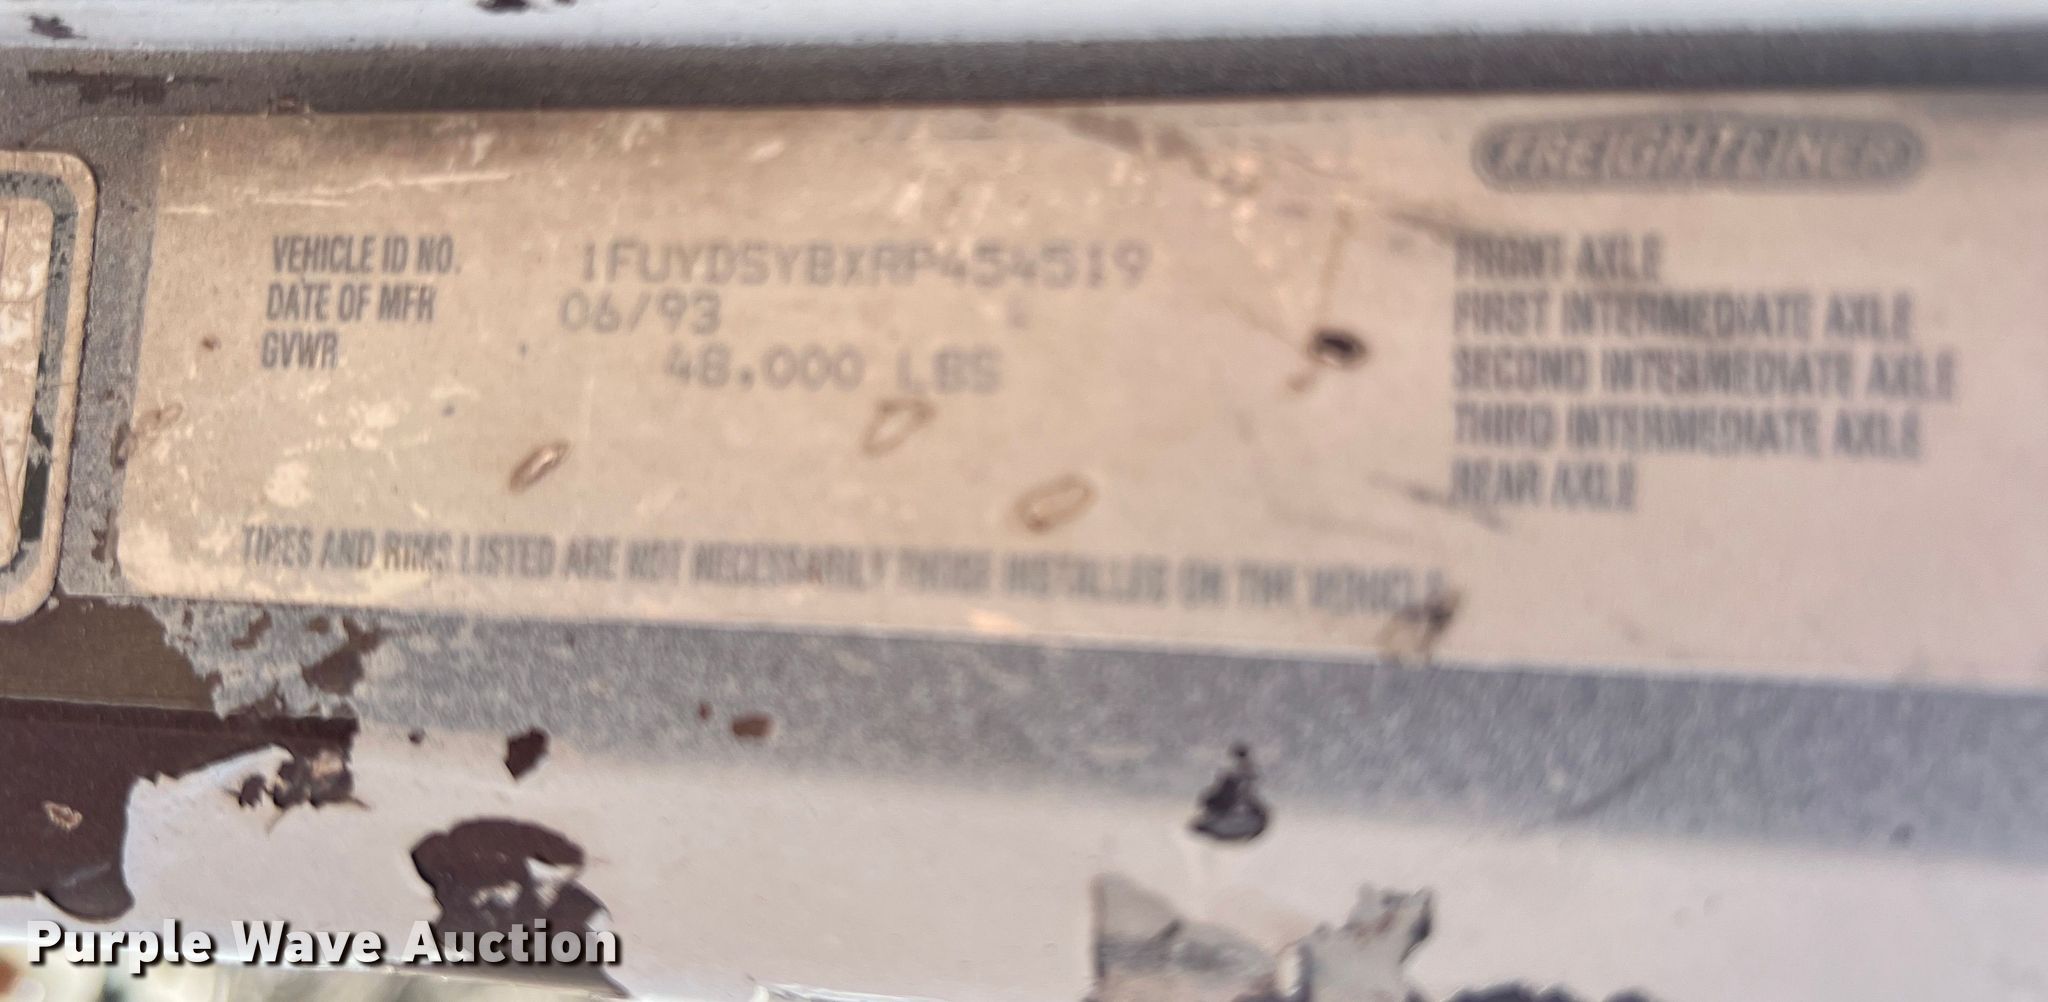 FREIGHTLINER
VEHICLE ID NO. 1FUYDSYBXRP454519
DATE OF MFR 06/93
GVWR 48.000 LBS
FRONT AXLE
FIRST INTERMEDIATE AXLE
SECOND INTERMEDIATE AXLE
THIRD INTERMEDIATE AXLE
REAR AXLE
TIRES AND RIMS LISTED ARE NOT NECESSARILY THOSE INSTALLED ON THE VEHICLE
Purple Wave Auction